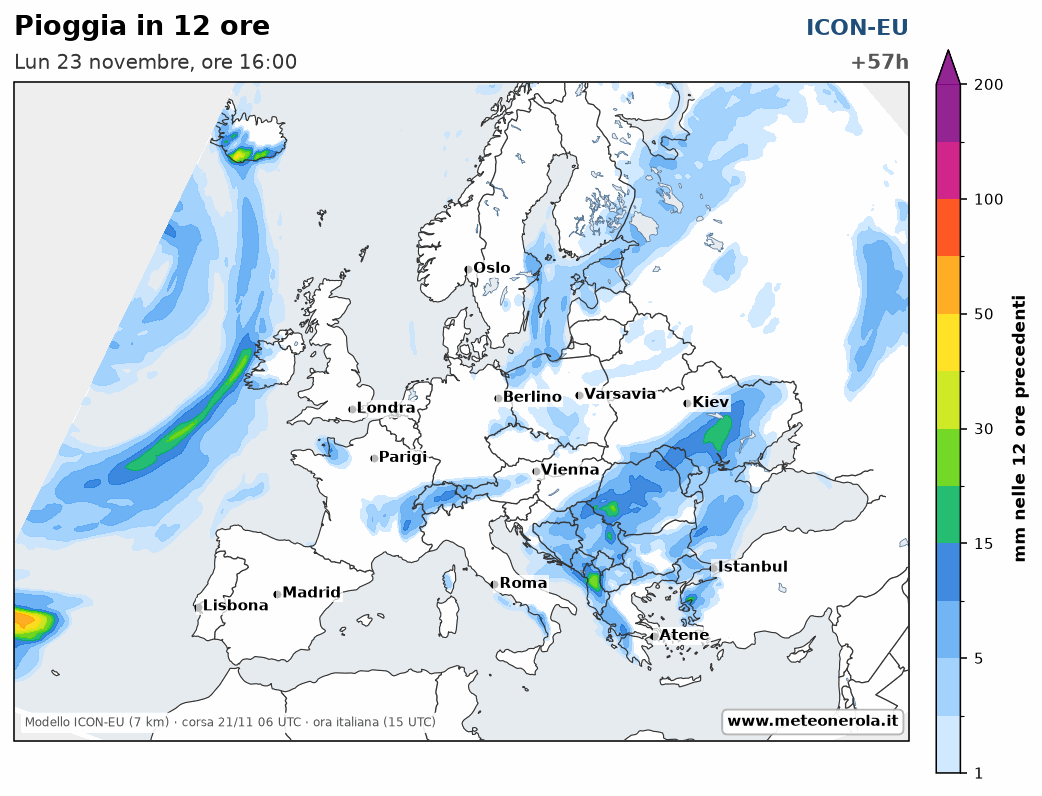 Pioggia in 12 ore
ICON-EU
Lun 23 novembre, ore 16:00
+57h
200
100
50
30
15
5
1
mm nelle 12 ore precedenti
Oslo
Berlino
Varsavia
Kiev
Londra
Parigi
Vienna
Istanbul
Roma
Madrid
Lisbona
Atene
Modello ICON-EU (7 km) · corsa 21/11 06 UTC · ora italiana (15 UTC)
www.meteonerola.it